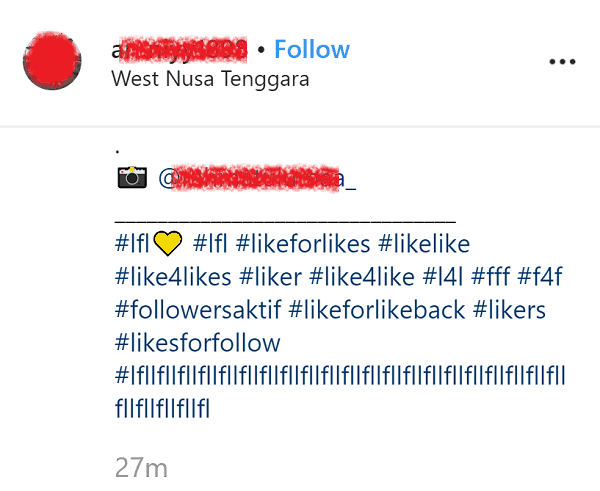 • Follow
West Nusa Tenggara
.
@
#lfl💛 #lfl #likeforlikes #likelike
#like4likes #liker #like4like #l4l #fff #f4f
#followersaktif #likeforlikeback #likers
#likesforfollow
#lfllfllfllfllfllfllfllfllfllfllfllfllfllfllfllfllfllfllfllfllfll
fllfllfllfllfl
27m